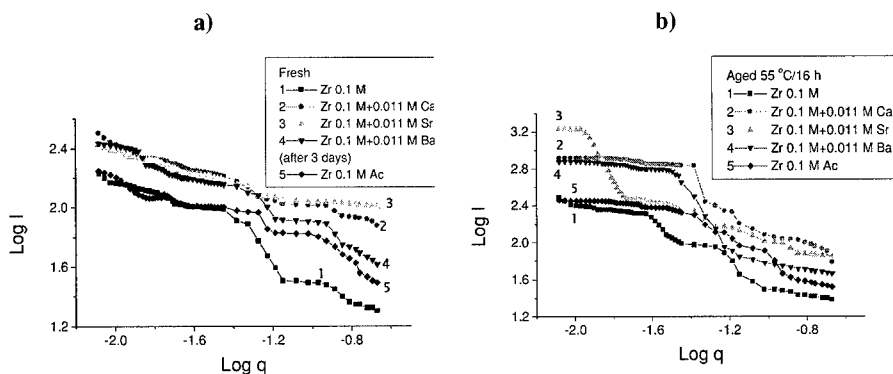 a)
Fresh
1 Zr 0.1 M
2 Zr 0.1 M+0.011 M Ca
3 Zr 0.1 M+0.011 M Sr
4 Zr 0.1 M+0.011 M Ba
(after 3 days)
5 Zr 0.1 M Ac
2.4
2.0
1.6
1.2
Log I
3
2
4
5
1
-2.0 -1.6 -1.2 -0.8
Log q
b)
Aged 55 °C/16 h
1 Zr 0.1 M
2 Zr 0.1 M+0.011 M Ca
3 Zr 0.1 M+0.011 M Sr
4 Zr 0.1 M+0.011 M Ba
5 Zr 0.1 M Ac
3.2
2.8
2.4
2.0
1.6
1.2
Log I
3
2
4
5
1
-2.0 -1.6 -1.2 -0.8
Log q